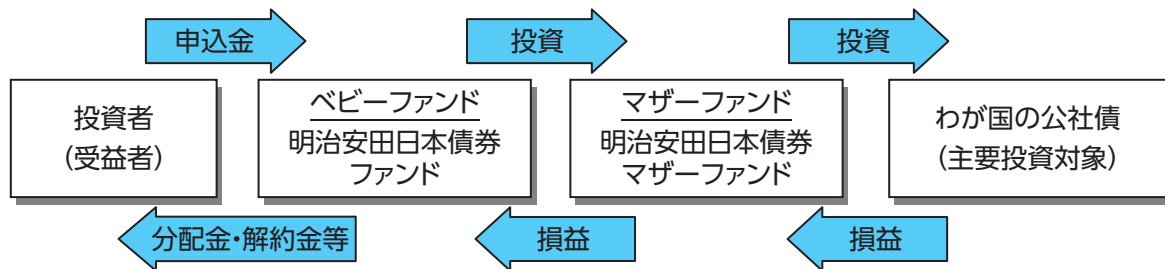 申込金
投資
投資
投資者
(受益者)
ベビーファンド
明治安田日本債券
ファンド
マザーファンド
明治安田日本債券
マザーファンド
わが国の公社債
(主要投資対象)
分配金・解約金等
損益
損益